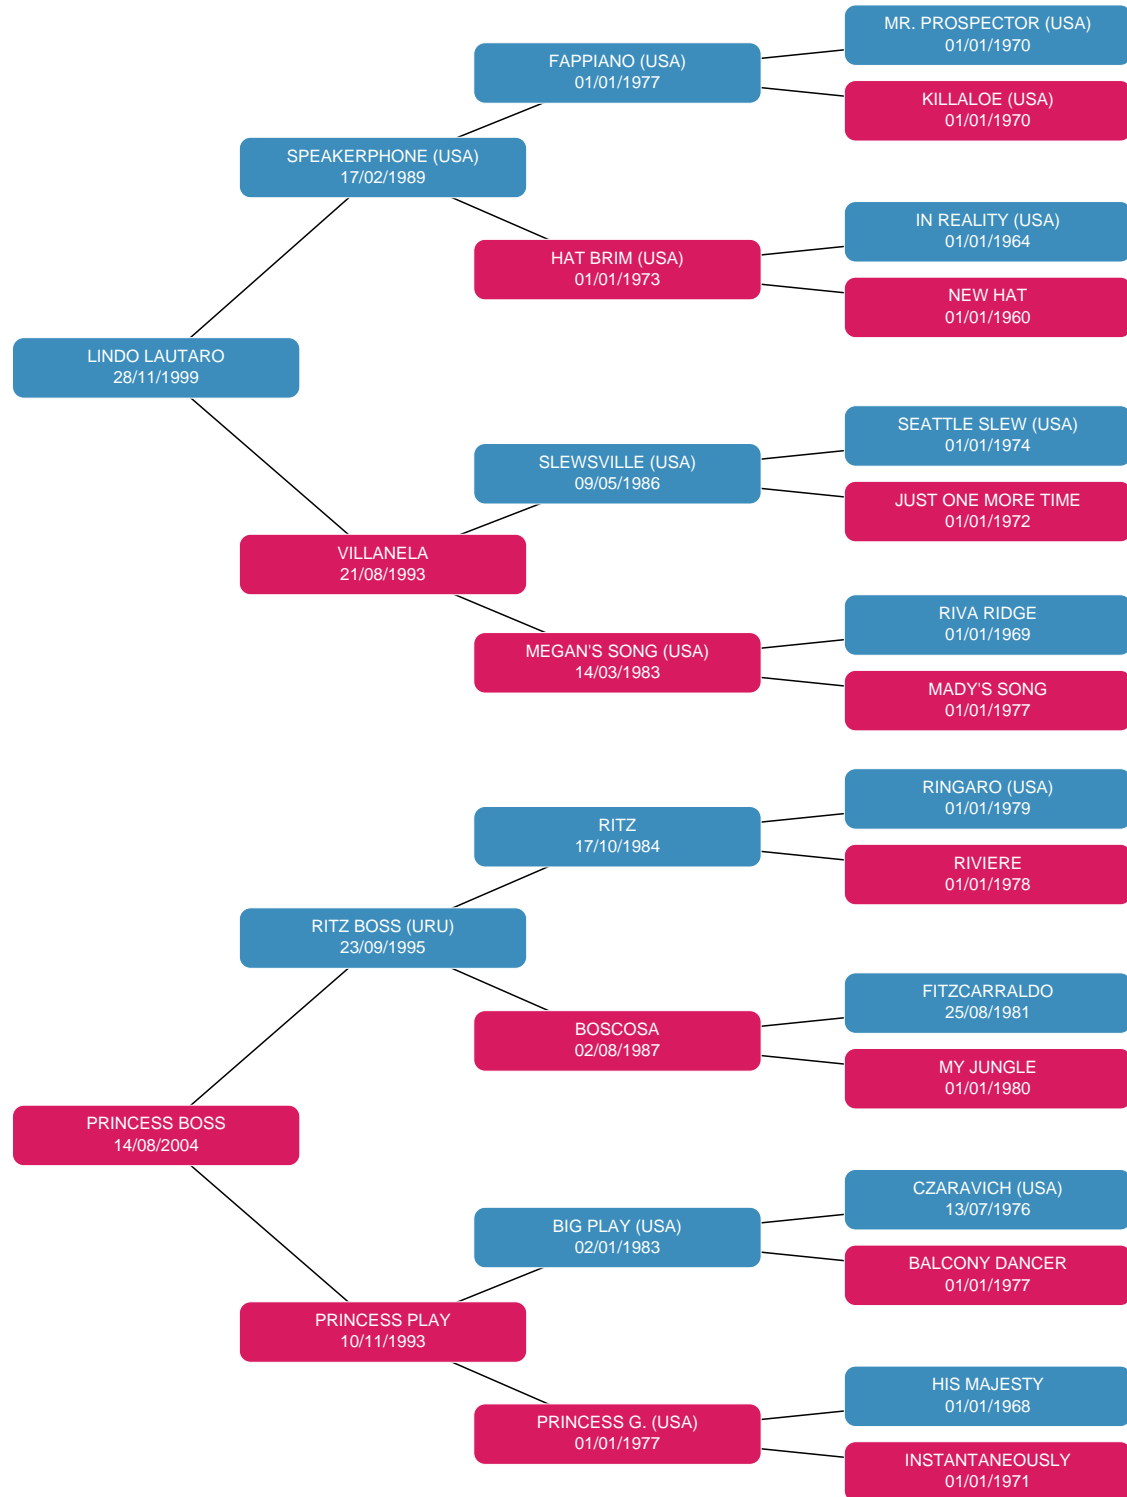 MR. PROSPECTOR (USA)
01/01/1970
FAPPIANO (USA)
01/01/1977
KILLALOE (USA)
01/01/1970
SPEAKERPHONE (USA)
17/02/1989
IN REALITY (USA)
01/01/1964
HAT BRIM (USA)
01/01/1973
NEW HAT
01/01/1960
LINDO LAUTARO
28/11/1999
SEATTLE SLEW (USA)
01/01/1974
SLEWSVILLE (USA)
09/05/1986
JUST ONE MORE TIME
01/01/1972
VILLANELA
21/08/1993
RIVA RIDGE
01/01/1969
MEGAN'S SONG (USA)
14/03/1983
MADY'S SONG
01/01/1977
RINGARO (USA)
01/01/1979
RITZ
17/10/1984
RIVIERE
01/01/1978
RITZ BOSS (URU)
23/09/1995
FITZCARRALDO
25/08/1981
BOSCOSA
02/08/1987
MY JUNGLE
01/01/1980
PRINCESS BOSS
14/08/2004
CZARAVICH (USA)
13/07/1976
BIG PLAY (USA)
02/01/1983
BALCONY DANCER
01/01/1977
PRINCESS PLAY
10/11/1993
HIS MAJESTY
01/01/1968
PRINCESS G. (USA)
01/01/1977
INSTANTANEOUSLY
01/01/1971